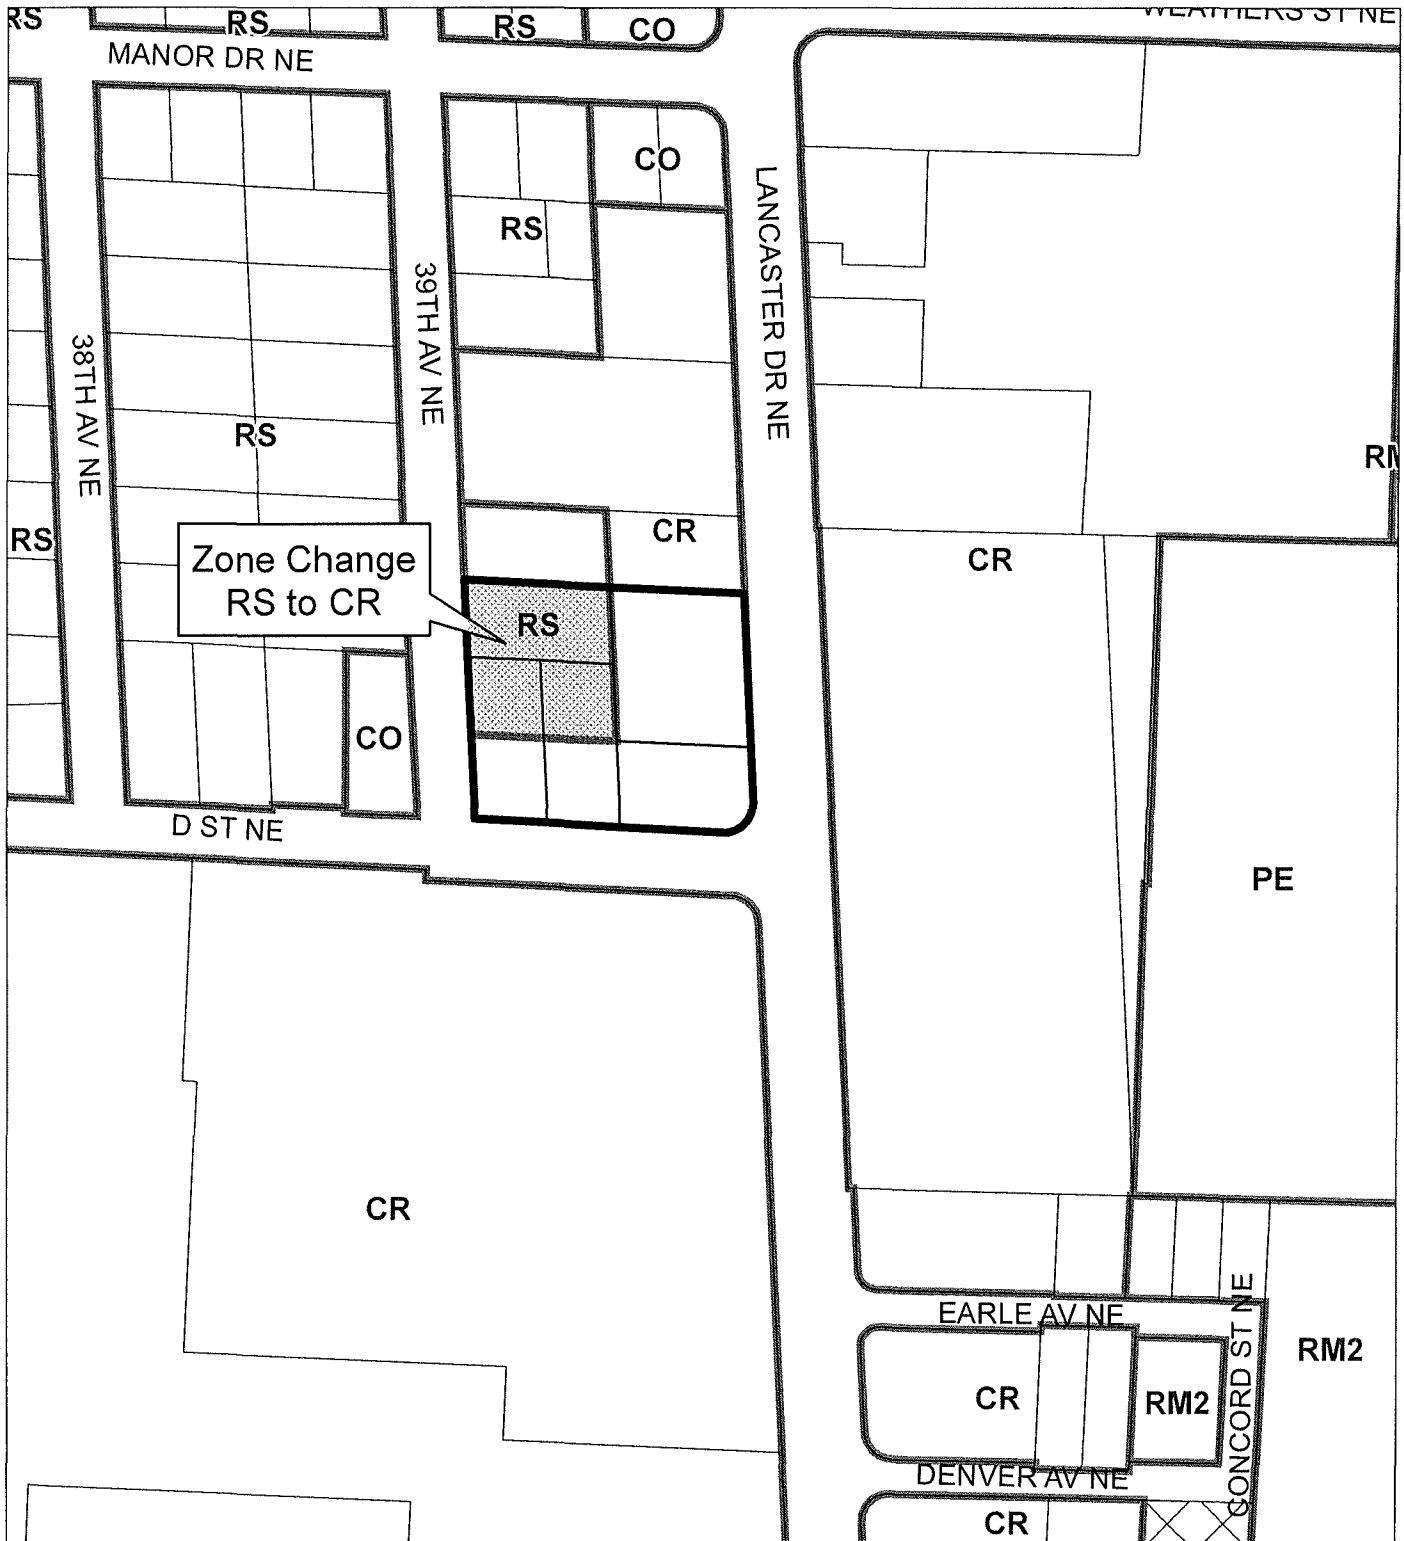 RS
RS
RS
CO
WEATHERS ST NE
MANOR DR NE
CO
RS
LANCASTER DR NE
39TH AV NE
38TH AV NE
RS
RM
RS
CR
CR
Zone Change
RS to CR
RS
CO
D ST NE
PE
CR
EARLE AV NE
CONCORD ST NE
RM2
CR
RM2
DENVER AV NE
CR